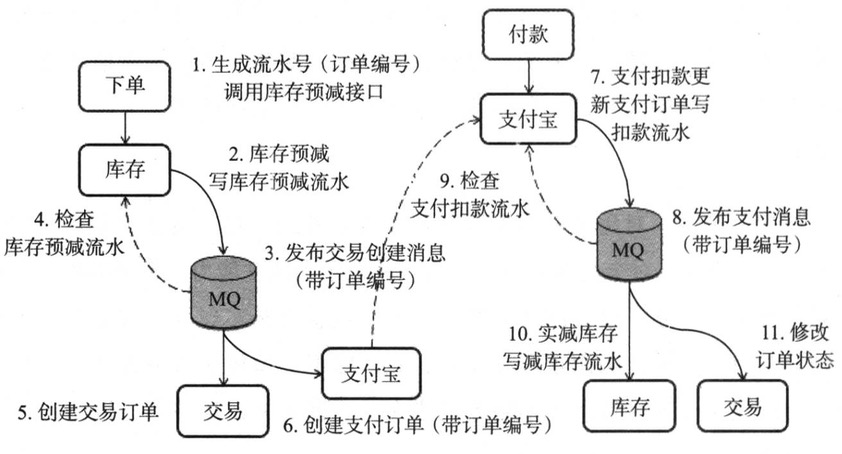 下单
1. 生成流水号（订单编号）
调用库存预减接口
库存
2. 库存预减
写库存预减流水
4. 检查
库存预减流水
MQ
3. 发布交易创建消息
（带订单编号）
5. 创建交易订单
交易
支付宝
6. 创建支付订单（带订单编号）
付款
支付宝
7. 支付扣款更
新支付订单写
扣款流水
9. 检查
支付扣款流水
MQ
8. 发布支付消息
（带订单编号）
10. 实减库存
写减库存流水
11. 修改
订单状态
库存
交易